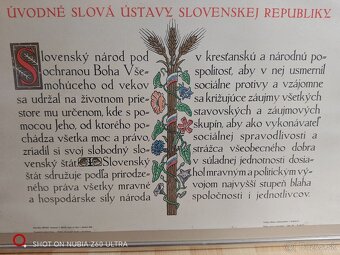 ÚVODNÉ SLOVÁ ÚSTAVY SLOVENSKEJ REPUBLIKY.
Slovenský národ pod
ochranou Boha Vše-
mohúceho od vekov
sa udržal na životnom prie-
store mu určenom, kde s po-
mocou Jeho, od ktorého po-
chádza všetka moc a právo,
zriadil si svoj slobodný slo-
venský štát. Slovenský
štát sdružuje podľa prirodze-
ného práva všetky mravné
a hospodárske sily národa
v kresťanskú a národnú po-
spolitosť, aby v nej usmernil
sociálne protivy a vzájomne
sa križujúce záujmy všetkých
stavovských a záujmových
skupín, aby ako vykonávateľ
sociálnej spravodlivosti a
strážca všeobecného dobra
v súladnej jednotnosti dosia-
hol mravným a politickým vý-
vojom najvyšší stupeň blaha
spoločnosti i jednotlivcov.
SHOT ON NUBIA Z60 ULTRA